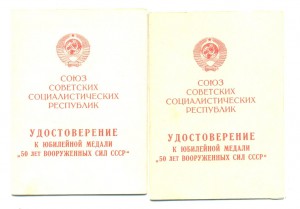 СОЮЗ
СОВЕТСКИХ
СОЦИАЛИСТИЧЕСКИХ
РЕСПУБЛИК
УДОСТОВЕРЕНИЕ
К ЮБИЛЕЙНОЙ МЕДАЛИ
„50 ЛЕТ ВООРУЖЕННЫХ СИЛ СССР“
СОЮЗ
СОВЕТСКИХ
СОЦИАЛИСТИЧЕСКИХ
РЕСПУБЛИК
УДОСТОВЕРЕНИЕ
К ЮБИЛЕЙНОЙ МЕДАЛИ
„50 ЛЕТ ВООРУЖЕННЫХ СИЛ СССР“